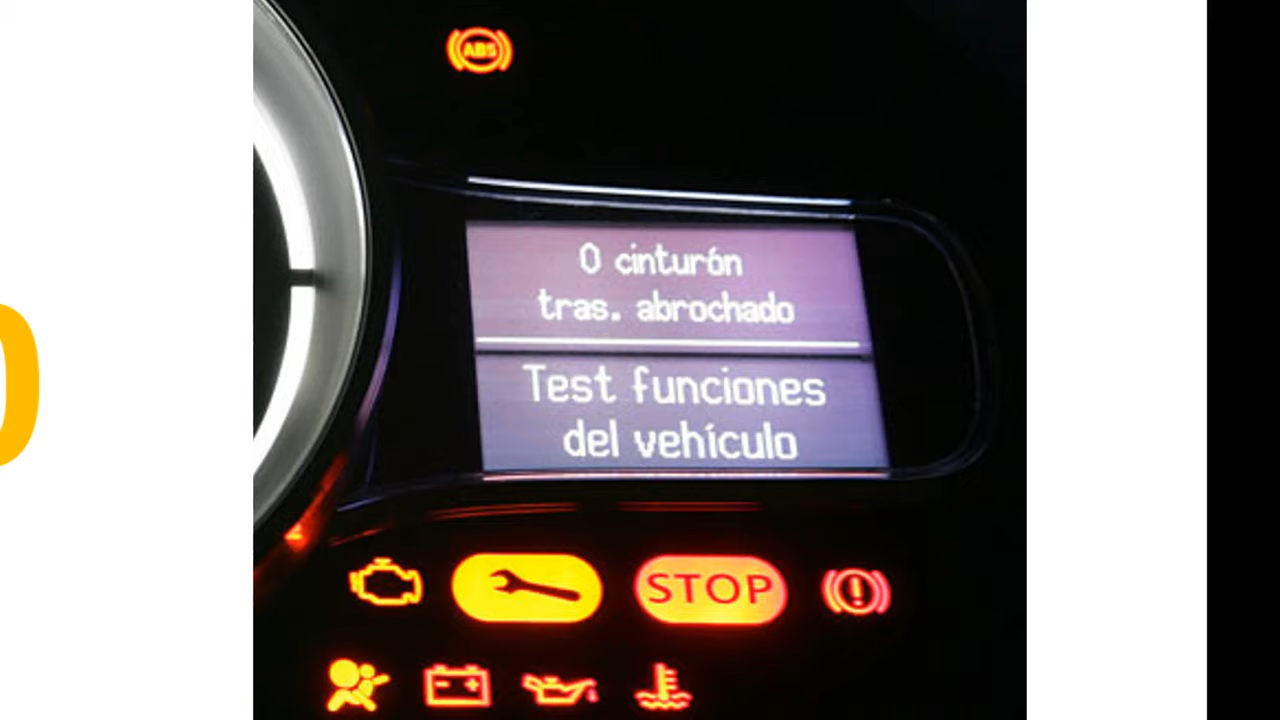 ABS
0 cinturón
tras. abrochado
Test funciones
del vehículo
STOP